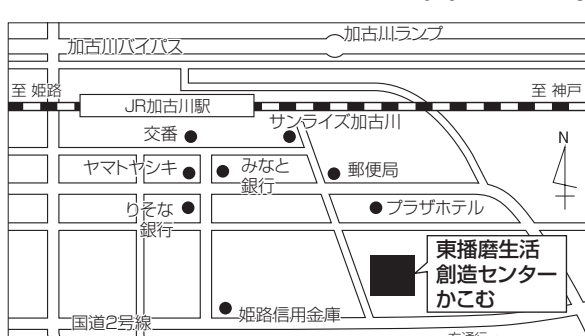 加古川ランプ
加古川バイパス
至 姫路
至 神戸
JR加古川駅
サンライズ加古川
交番
N
ヤマトヤシキ
みなと
銀行
郵便局
りそな
銀行
プラザホテル
東播磨生活
創造センター
かこむ
姫路信用金庫
国道2号線